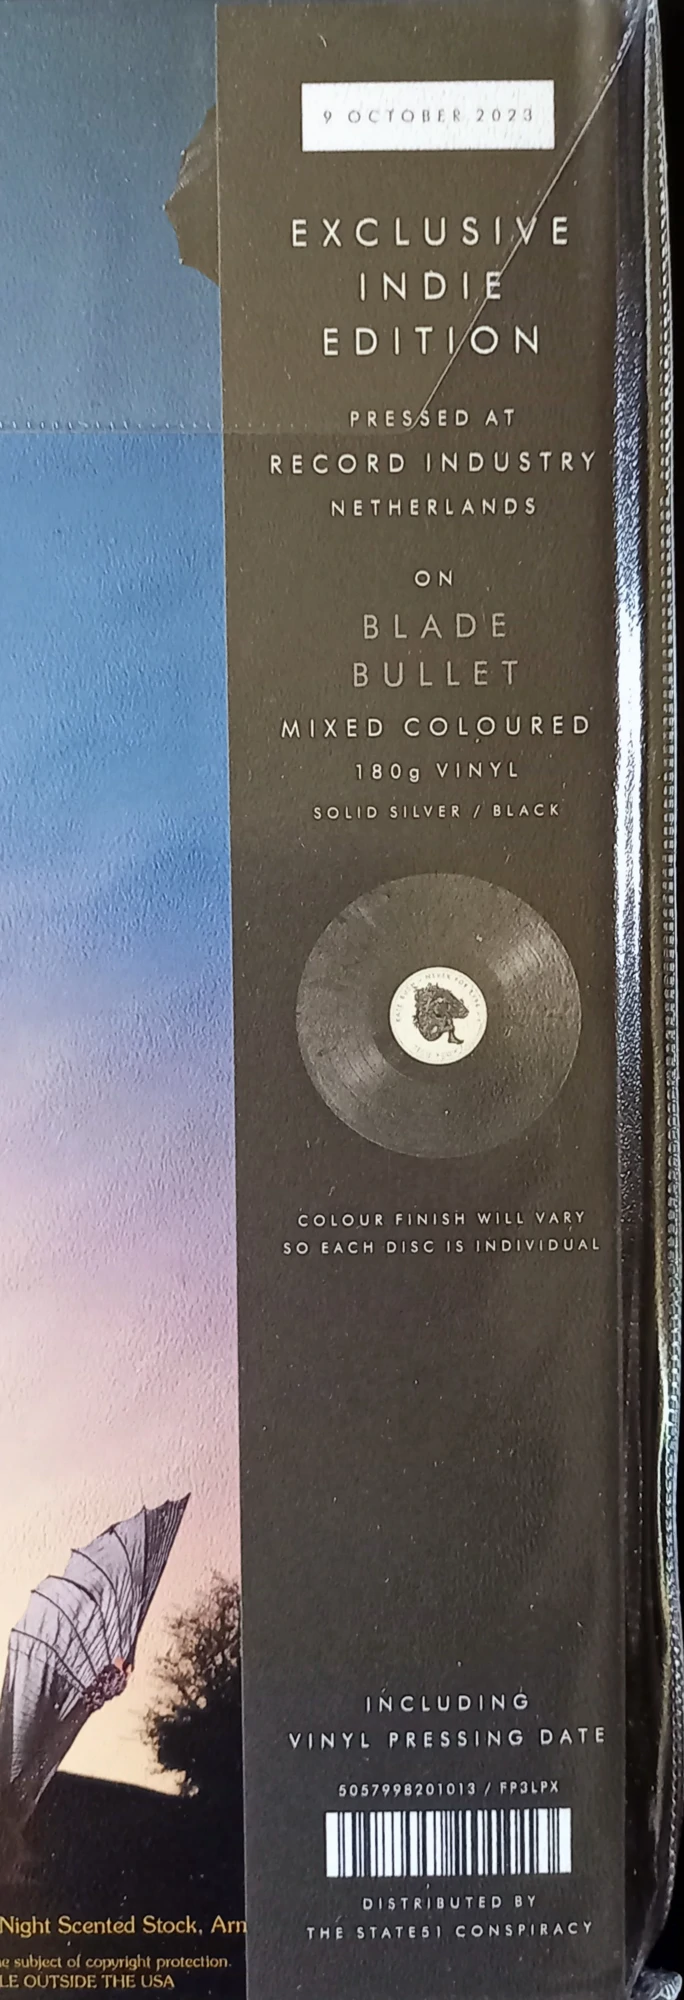 9 OCTOBER 2023
EXCLUSIVE
INDIE
EDITION
PRESSED AT
RECORD INDUSTRY
NETHERLANDS
ON
BLADE
BULLET
MIXED COLOURED
180g VINYL
SOLID SILVER / BLACK
COLOUR FINISH WILL VARY
SO EACH DISC IS INDIVIDUAL
INCLUDING
VINYL PRESSING DATE
5057998201013 / FP3LPX
DISTRIBUTED BY
THE STATE51 CONSPIRACY
Night Scented Stock, Arn
e subject of copyright protection.
LE OUTSIDE THE USA